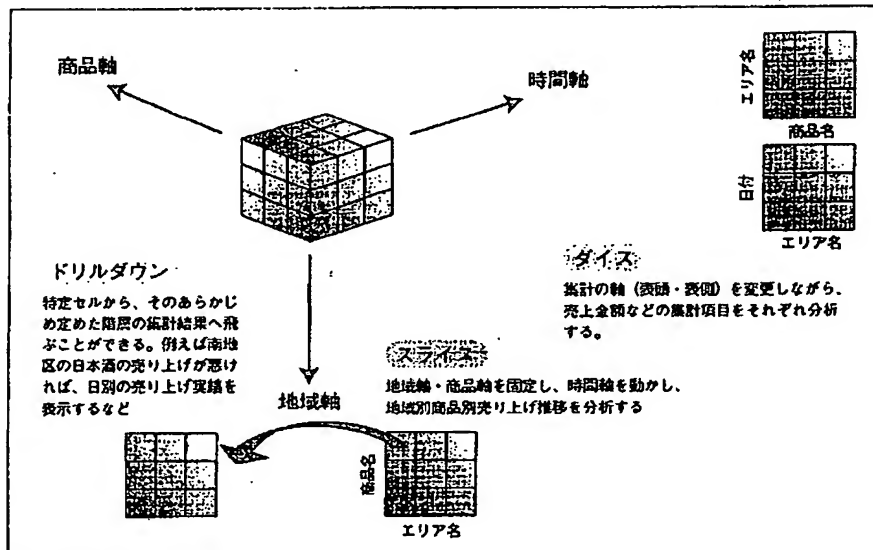 商品軸
時間軸
エリア名
商品名
日付
エリア名
ドリルダウン
特定セルから、そのあらかじ
め定めた階層の集計結果へ飛
ぶことができる。例えば南地
区の日本酒の売り上げが悪け
れば、日別の売り上げ実績を
表示するなど
ダイス
集計の軸（表頭・表側）を変更しながら、
売上金額などの集計項目をそれぞれ分析
する。
スライス
地域軸・商品軸を固定し、時間軸を動かし、
地域別商品別売り上げ推移を分析する
地域軸
商品名
エリア名